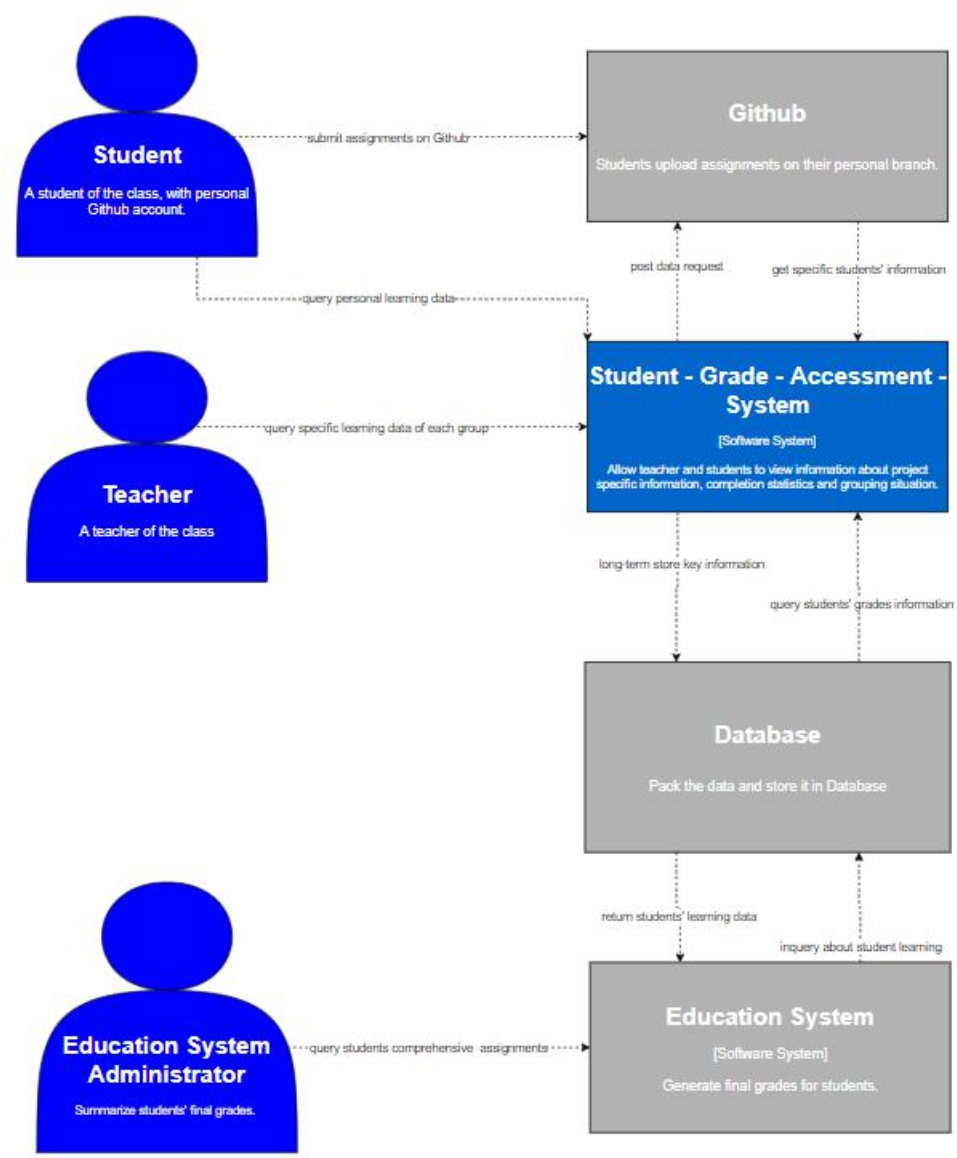 Student
A student of the class, with personal
Github account.
submit assignments on Github
Github
Students upload assignments on their personal branch.
post data request
get specific students' information
query personal learning data
Student - Grade - Accessment -
System
[Software System]
Allow teacher and students to view information about project
specific information, completion statistics and grouping situation.
Teacher
A teacher of the class
query specific learning data of each group
long-term store key information
query students' grades information
Database
Pack the data and store it in Database
return students' learning data
inquery about student learning
Education System
Administrator
Summarize students' final grades.
query students comprehensive assignments
Education System
[Software System]
Generate final grades for students.